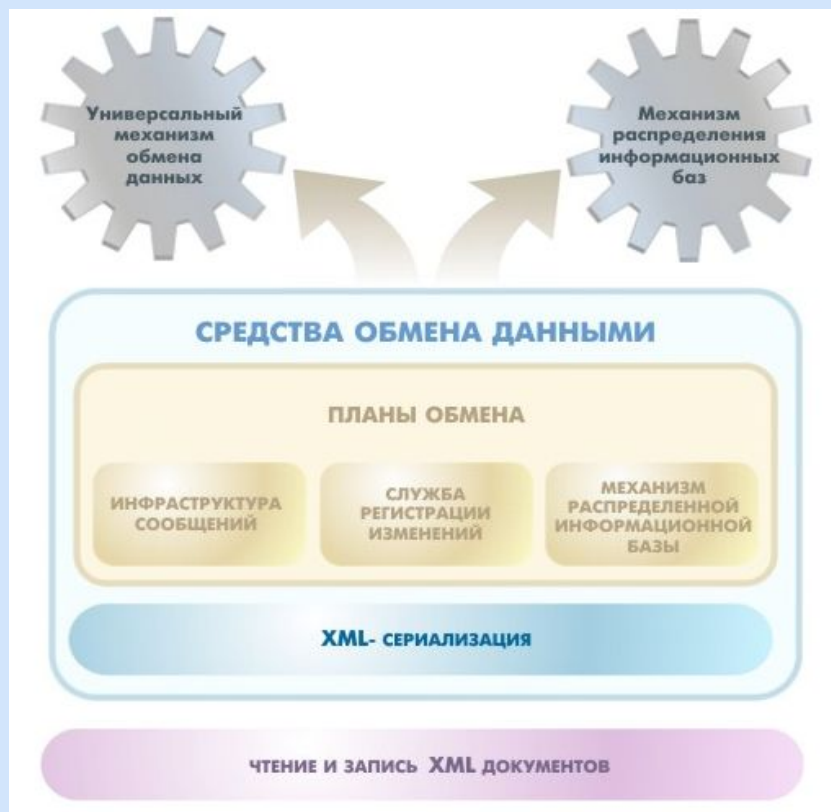 Универсальный
механизм
обмена
данных
Механизм
распределения
информационных
баз
СРЕДСТВА ОБМЕНА ДАННЫМИ
ПЛАНЫ ОБМЕНА
ИНФРАСТРУКТУРА
СООБЩЕНИЙ
СЛУЖБА
РЕГИСТРАЦИИ
ИЗМЕНЕНИЙ
МЕХАНИЗМ
РАСПРЕДЕЛЕННОЙ
ИНФОРМАЦИОННОЙ
БАЗЫ
XML- СЕРИАЛИЗАЦИЯ
ЧТЕНИЕ И ЗАПИСЬ XML ДОКУМЕНТОВ